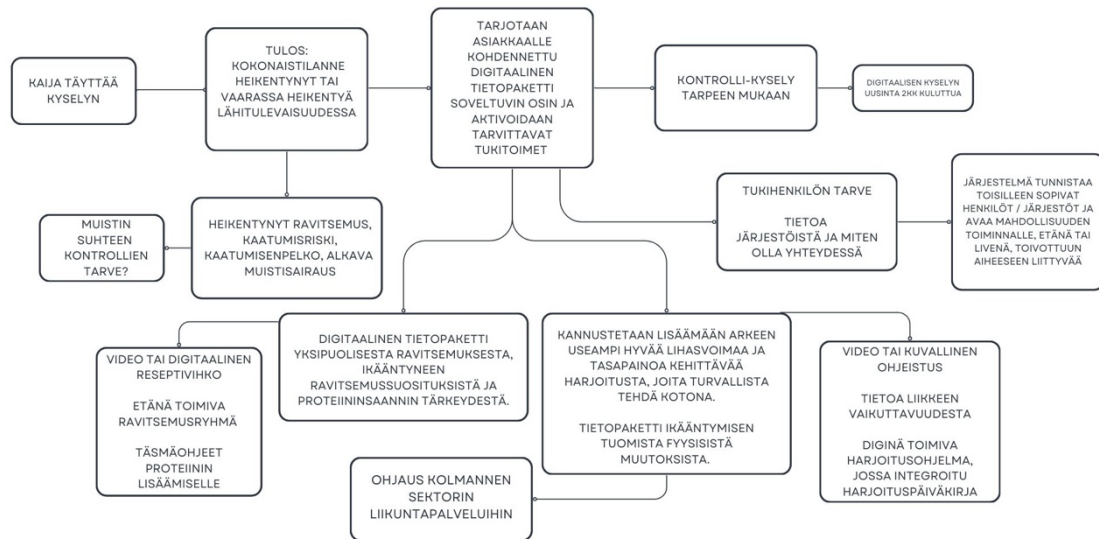 KAIJA TÄYTTÄÄ
KYSELYN
TULOS:
KOKONAISTILANNE
HEIKENTYNYT TAI
VAARASSA HEIKENTYÄ
LÄHITULEVAISUUDESSA
TARJOTAAN
ASIAKKAALLE
KOHDENNETTU
DIGITAALINEN
TIETOPAKETTI
SOVELTUVIN OSIN JA
AKTIVOIDAAN
TARVITTAVAT
TUKITOIMET
KONTROLLI-KYSELY
TARPEEN MUKAAN
DIGITAALISEN KYSELYN
UUSINTA 2KK KULUTTUA
MUISTIN
SUHTEEN
KONTROLLIEN
TARVE?
HEIKENTYNYT RAVITSEMUS,
KAATUMISRISKI,
KAATUMISENPELKO, ALKAVA
MUISTISAIRAUS
TUKIHENKILÖN TARVE
TIETOA
JÄRJESTÖISTÄ JA MITEN
OLLA YHTEYDESSÄ
JÄRJESTELMÄ TUNNISTAA
TOISILLEEN SOPIVAT
HENKILÖT / JÄRJESTÖT JA
AVAA MAHDOLLISUUDEN
TOIMINNALLE, ETÄNÄ TAI
LIVENÄ, TOIVOTTUUN
AIHEESEEN LIITTYVÄÄ
VIDEO TAI DIGITAALINEN
RESEPTIVIHKO
ETÄNÄ TOIMIVA
RAVITSEMUSRYHMÄ
TÄSMÄOHJEET
PROTEIININ
LISÄÄMISELLE
DIGITAALINEN TIETOPAKETTI
YKSIPUOLISESTA RAVITSEMUKSESTA,
IKÄÄNTYNEEN
RAVITSEMUSSUOSITUKSISTÄ JA
PROTEIININSAANNIN TÄRKEYDESTÄ.
KANNUSTETAAN LISÄÄMÄÄN ARKEEN
USEAMPI HYVÄÄ LIHASVOIMAA JA
TASAPAINOA KEHITTÄVÄÄ
HARJOITUSTA, JOITA TURVALLISTA
TEHDÄ KOTONA.
TIETOPAKETTI IKÄÄNTYMISEN
TUOMISTA FYYSISISTÄ
MUUTOKSISTA.
VIDEO TAI KUVALLINEN
OHJEISTUS
TIETOA LIIKKEEN
VAIKUTTAVUUDESTA
DIGINÄ TOIMIVA
HARJOITUSOHJELMA,
JOSSA INTEGROITU
HARJOITUSPÄIVÄKIRJA
OHJAUS KOLMANNEN
SEKTORIN
LIIKUNTAPALVELUIHIN